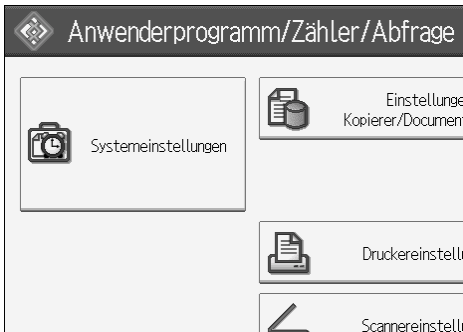 Anwenderprogramm/Zähler/Abfrage
Systemeinstellungen
Einstellunge
Kopierer/Document
Druckereinstellu
Scannereinstellu